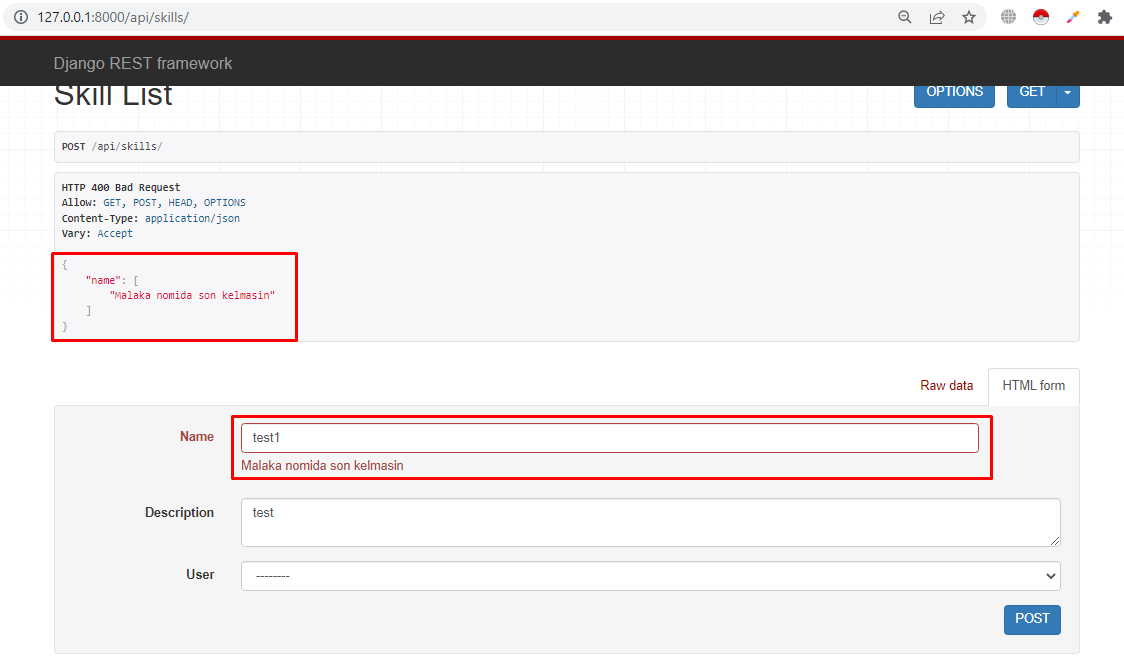 127.0.0.1:8000/api/skills/
Django REST framework
Skill List
OPTIONS
GET
POST /api/skills/
HTTP 400 Bad Request
Allow: GET, POST, HEAD, OPTIONS
Content-Type: application/json
Vary: Accept
{
"name": [
"Malaka nomida son kelmasin"
]
}
Raw data
HTML form
Name
test1
Malaka nomida son kelmasin
Description
test
User
--------
POST